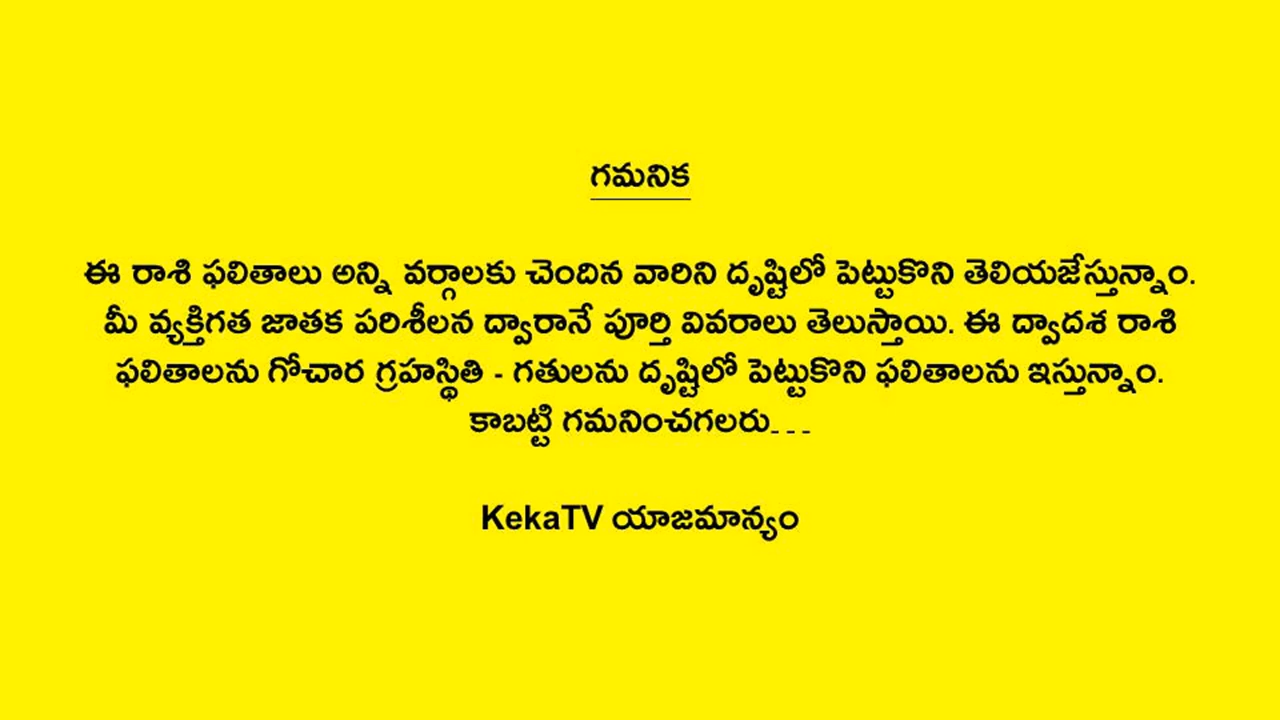 గమనిక
ఈ రాశి ఫలితాలు అన్ని వర్గాలకు చెందిన వారిని దృష్టిలో పెట్టుకొని తెలియజేస్తున్నాం.
మీ వ్యక్తిగత జాతక పరిశీలన ద్వారానే పూర్తి వివరాలు తెలుస్తాయి. ఈ ద్వాదశ రాశి
ఫలితాలను గోచార గ్రహస్థితి - గతులను దృష్టిలో పెట్టుకొని ఫలితాలను ఇస్తున్నాం.
కాబట్టి గమనించగలరు...
KekaTV యాజమాన్యం